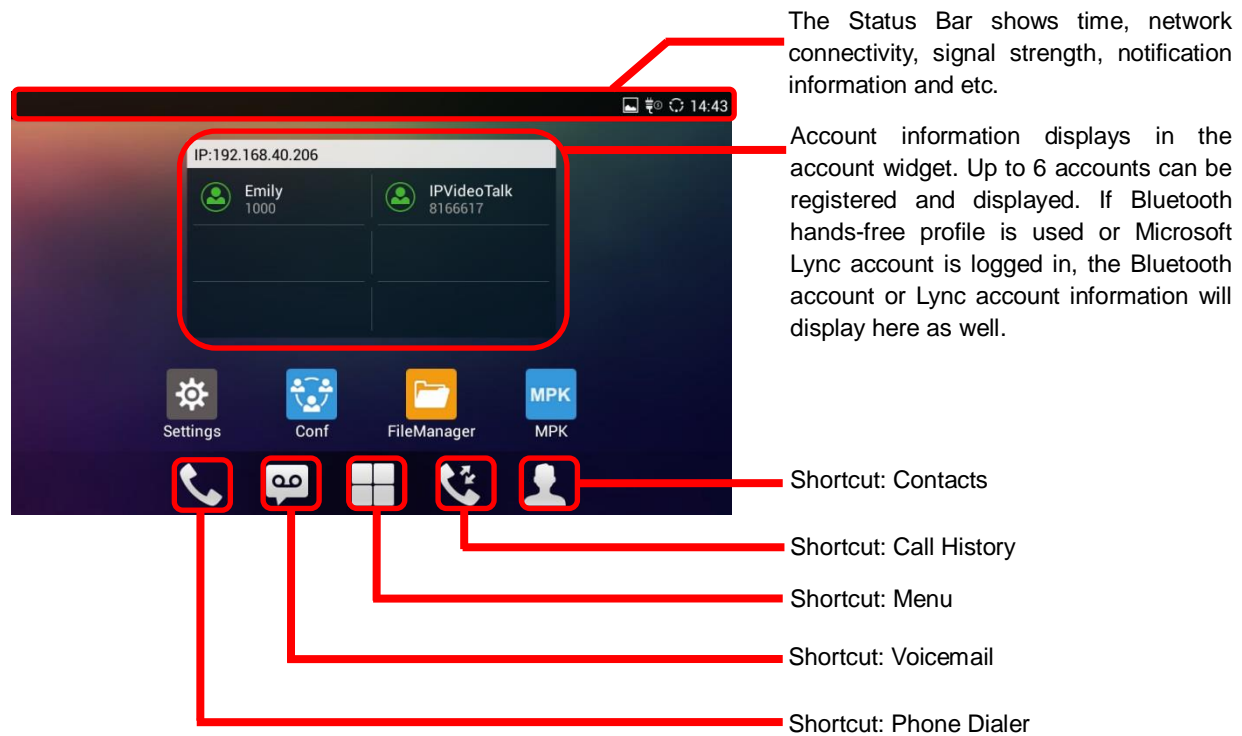 The Status Bar shows time, network
connectivity, signal strength, notification
information and etc.
14:43
Account information displays in the
account widget. Up to 6 accounts can be
registered and displayed. If Bluetooth
hands-free profile is used or Microsoft
Lync account is logged in, the Bluetooth
account or Lync account information will
display here as well.
IP:192.168.40.206
Emily
1000
IPVideoTalk
8166617
MPK
Settings
Conf
FileManager
MPK
Shortcut: Contacts
Shortcut: Call History
Shortcut: Menu
Shortcut: Voicemail
Shortcut: Phone Dialer